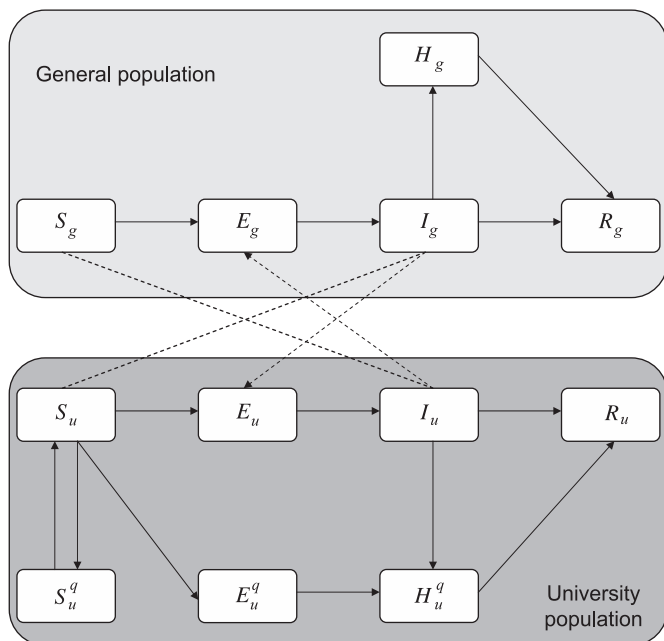 General population
H_g
S_g E_g I_g R_g
S_u E_u I_u R_u
S_u^q E_u^q H_u^q
University
population